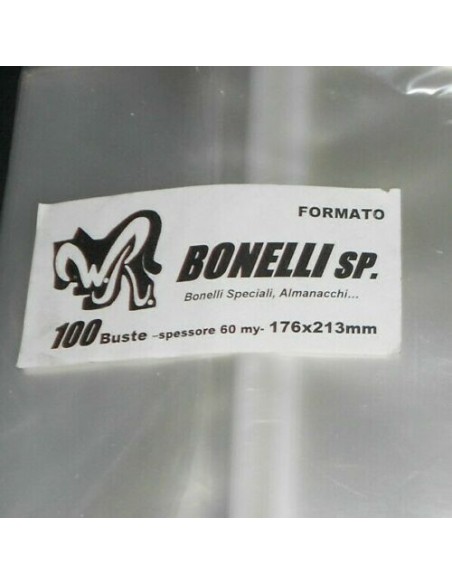 FORMATO
W.R.
BONELLI SP.
Bonelli Speciali, Almanacchi...
100 Buste -spessore 60 my- 176x213mm